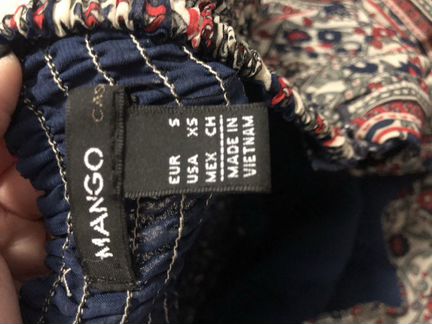 MANGO
EUR S
USA XS
MEX CH
MADE IN
VIETNAM